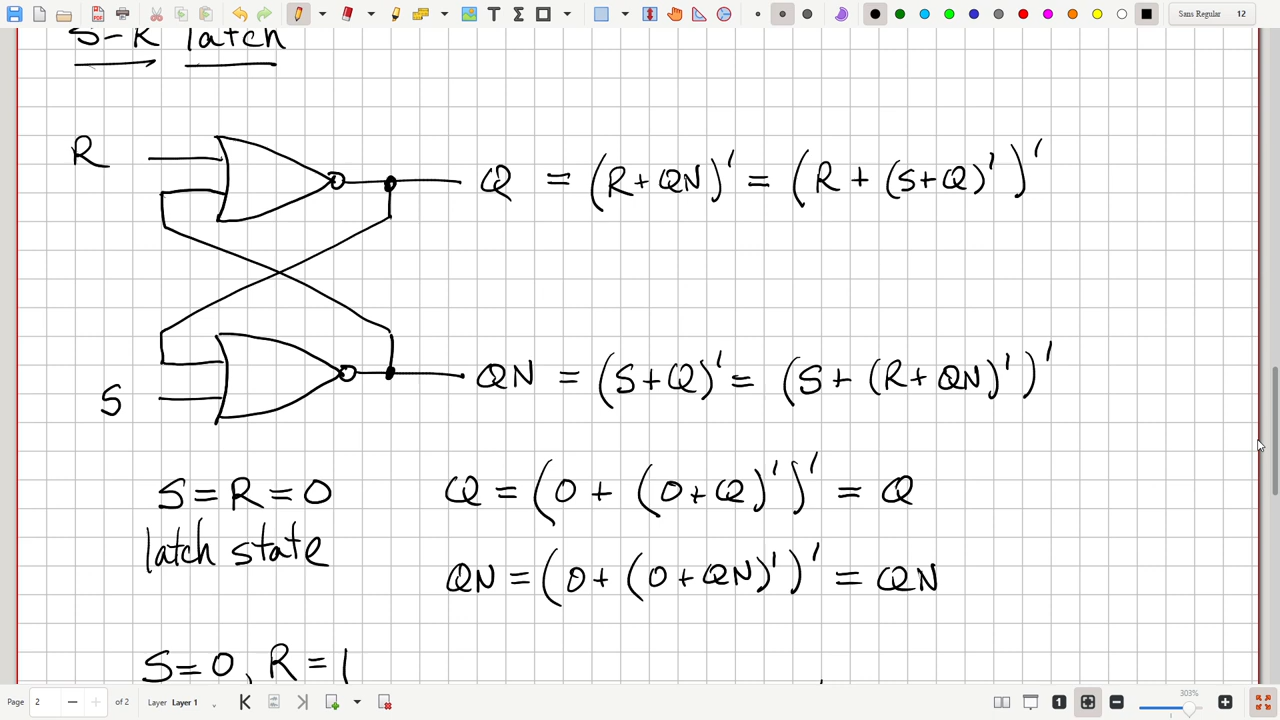 Sans Regular 12
S-R latch
R Q = (R+QN)' = (R + (S+Q)')'
S QN = (S+Q)' = (S + (R+QN)')'
S=R=0 Q = (0 + (0+Q)')' = Q
latch state
QN = (0+ (0+QN)')' = QN
S=0, R=1
Page 2 of 2 Layer Layer 1 303%